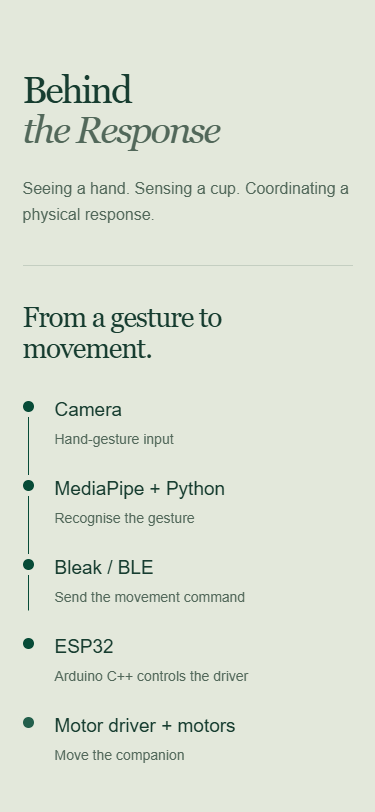 Behind
the Response
Seeing a hand. Sensing a cup. Coordinating a
physical response.
From a gesture to
movement.
Camera
Hand-gesture input
MediaPipe + Python
Recognise the gesture
Bleak / BLE
Send the movement command
ESP32
Arduino C++ controls the driver
Motor driver + motors
Move the companion